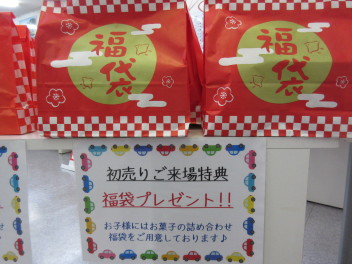 福袋
福袋
初売りご来場特典
福袋プレゼント!!
お子様にはお菓子の詰め合わせ
福袋をご用意しております♪